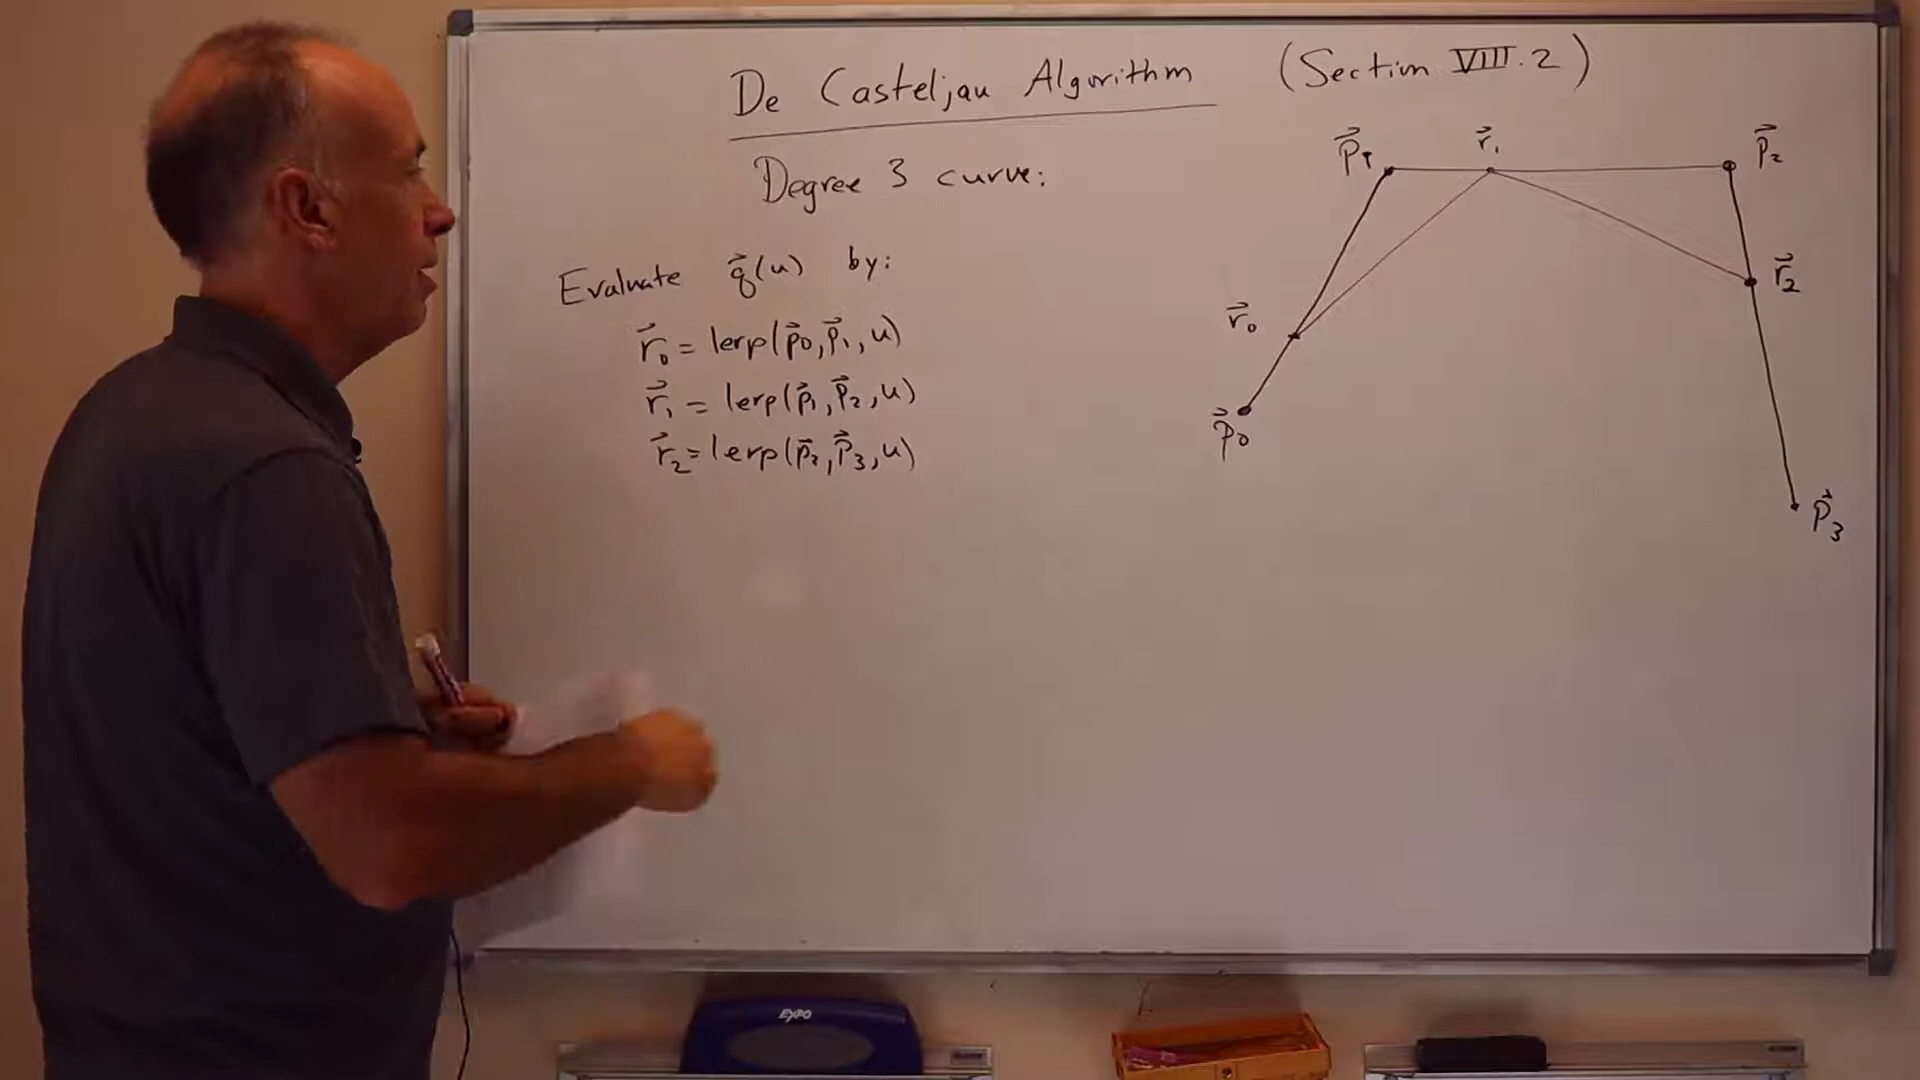 De Casteljau Algorithm (Section VIII.2)
Degree 3 curve:
Evaluate q⃗(u) by:
r⃗₀ = lerp(p⃗₀, p⃗₁, u)
r⃗₁ = lerp(p⃗₁, p⃗₂, u)
r⃗₂ = lerp(p⃗₂, p⃗₃, u)
p⃗₁ r⃗₁ p⃗₂
r⃗₂
r⃗₀
p⃗₀
p⃗₃
EXPO